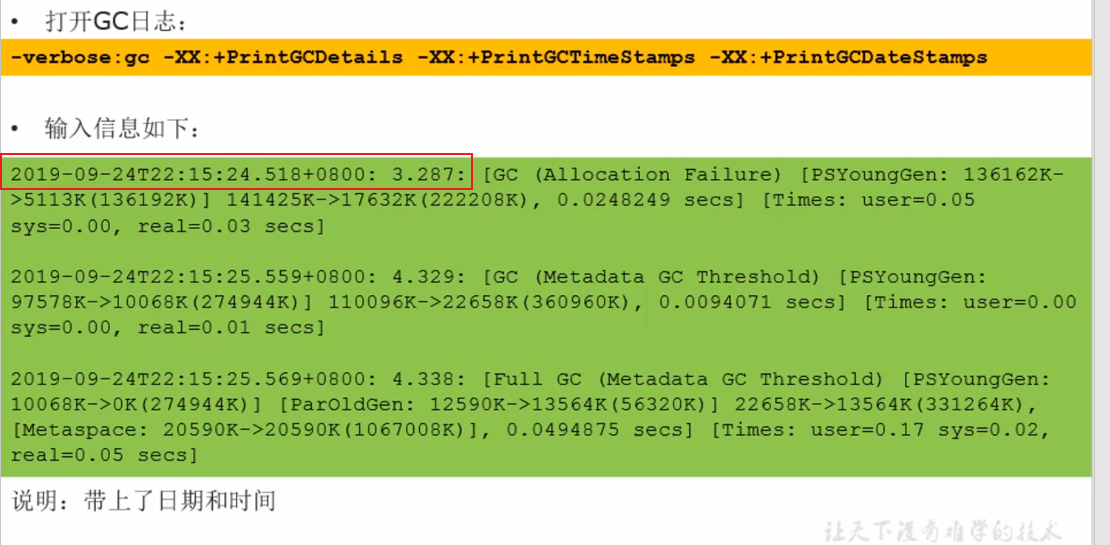 • 打开GC日志:
-verbose:gc -XX:+PrintGCDetails -XX:+PrintGCTimeStamps -XX:+PrintGCDateStamps
• 输入信息如下:
2019-09-24T22:15:24.518+0800: 3.287: [GC (Allocation Failure) [PSYoungGen: 136162K-
>5113K(136192K)] 141425K->17632K(222208K), 0.0248249 secs] [Times: user=0.05
sys=0.00, real=0.03 secs]
2019-09-24T22:15:25.559+0800: 4.329: [GC (Metadata GC Threshold) [PSYoungGen:
97578K->10068K(274944K)] 110096K->22658K(360960K), 0.0094071 secs] [Times: user=0.00
sys=0.00, real=0.01 secs]
2019-09-24T22:15:25.569+0800: 4.338: [Full GC (Metadata GC Threshold) [PSYoungGen:
10068K->0K(274944K)] [ParOldGen: 12590K->13564K(56320K)] 22658K->13564K(331264K),
[Metaspace: 20590K->20590K(1067008K)], 0.0494875 secs] [Times: user=0.17 sys=0.02,
real=0.05 secs]
说明:带上了日期和时间
让天下没有难学的技术